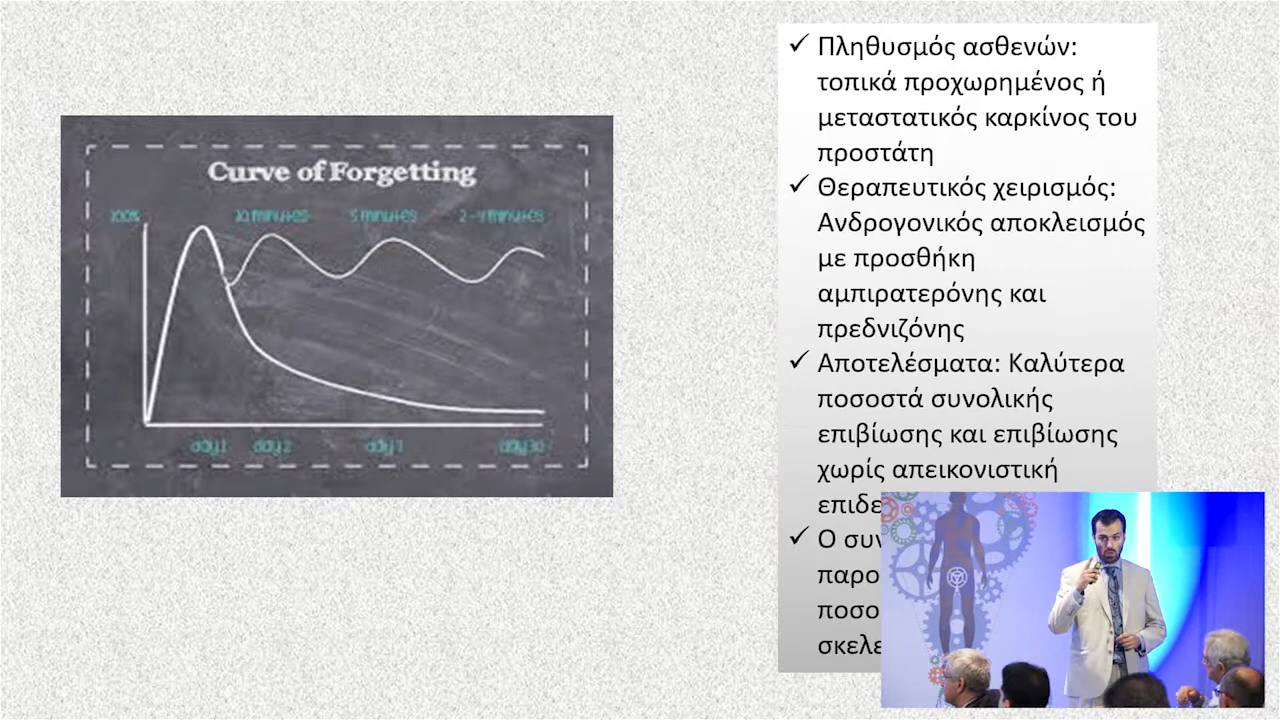 Curve of Forgetting
100% 10 minutes 5 minutes 2-4 minutes
day 1 day 2 day 7 day 30
✓ Πληθυσμός ασθενών:
τοπικά προχωρημένος ή
μεταστατικός καρκίνος του
προστάτη
✓ Θεραπευτικός χειρισμός:
Ανδρογονικός αποκλεισμός
με προσθήκη
αμπιρατερόνης και
πρεδνιζόνης
✓ Αποτελέσματα: Καλύτερα
ποσοστά συνολικής
επιβίωσης και επιβίωσης
χωρίς απεικονιστική
επιδε
✓ Ο συν
παρο
ποσο
σκελε